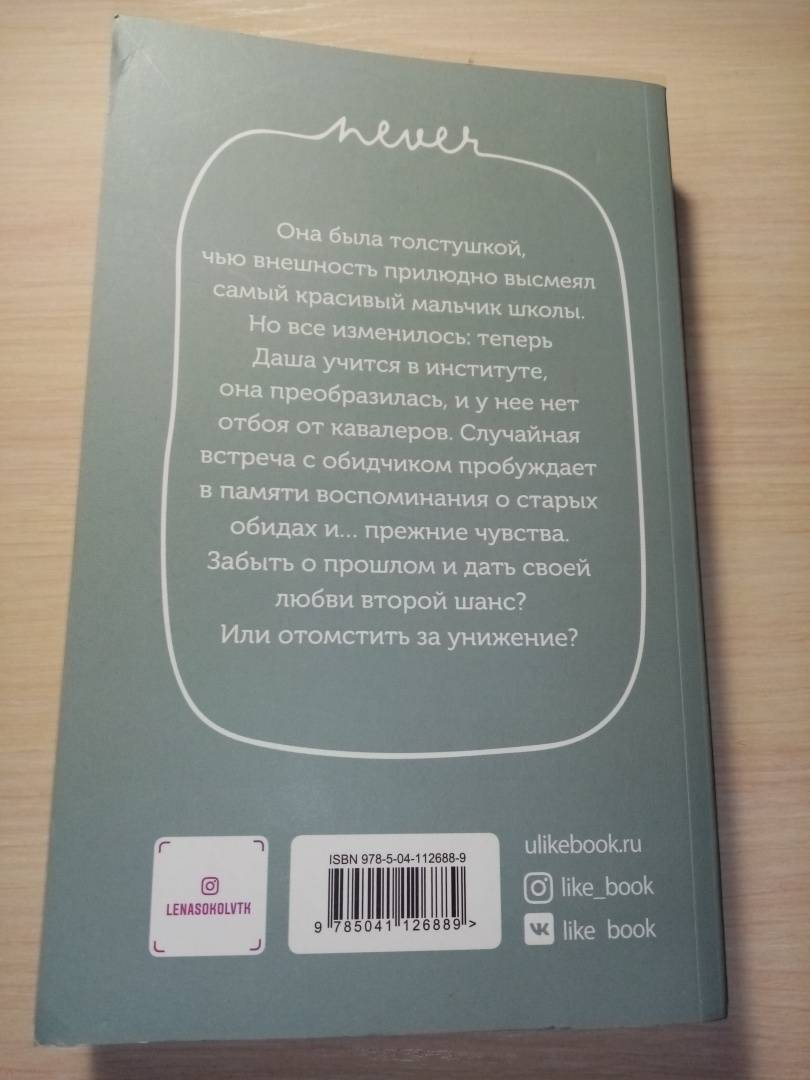 never
Она была толстушкой,
чью внешность прилюдно высмеял
самый красивый мальчик школы.
Но все изменилось: теперь
Даша учится в институте,
она преобразилась, и у нее нет
отбоя от кавалеров. Случайная
встреча с обидчиком пробуждает
в памяти воспоминания о старых
обидах и... прежние чувства.
Забыть о прошлом и дать своей
любви второй шанс?
Или отомстить за унижение?
LENASOKOLVTK
ISBN 978-5-04-112688-9
9 785041 126889 >
ulikebook.ru
like_book
like book